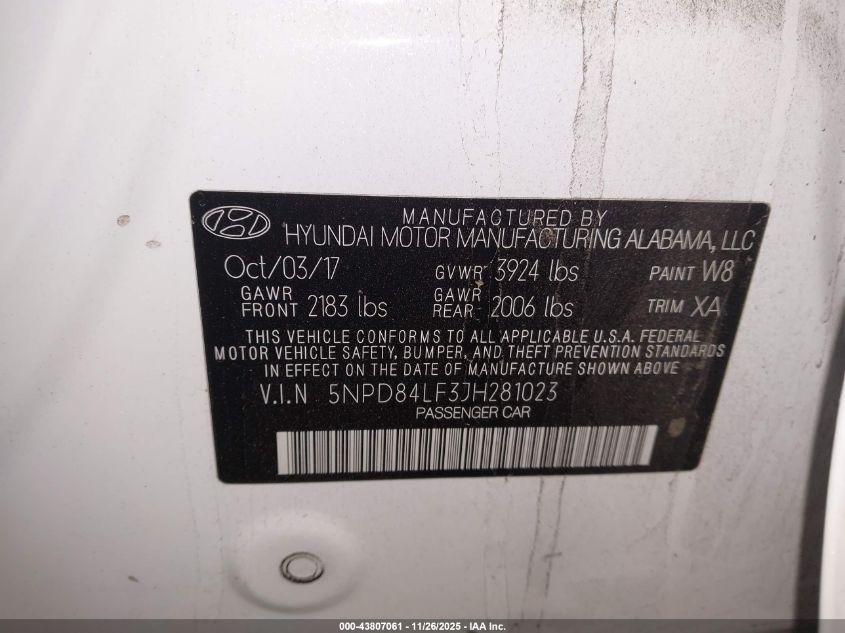 MANUFACTURED BY
HYUNDAI MOTOR MANUFACTURING ALABAMA, LLC
Oct/03/17 GVWR 3924 lbs PAINT W8
GAWR FRONT 2183 lbs GAWR REAR 2006 lbs TRIM XA
THIS VEHICLE CONFORMS TO ALL APPLICABLE U.S.A. FEDERAL
MOTOR VEHICLE SAFETY, BUMPER, AND THEFT PREVENTION STANDARDS
IN EFFECT ON THE DATE OF MANUFACTURE SHOWN ABOVE.
V.I.N 5NPD84LF3JH281023
PASSENGER CAR
000-43807061 - 11/26/2025 - IAA Inc.